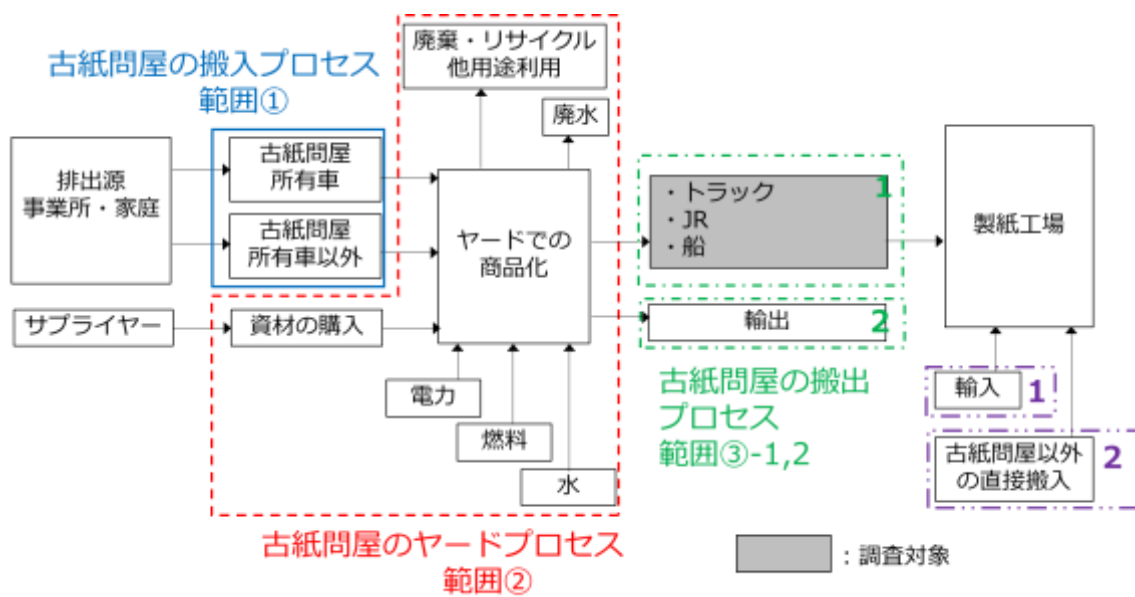 古紙問屋の搬入プロセス
範囲①
排出源
事業所・家庭
古紙問屋
所有車
古紙問屋
所有車以外
サプライヤー
資材の購入
廃棄・リサイクル
他用途利用
廃水
ヤードでの
商品化
電力
燃料
水
古紙問屋のヤードプロセス
範囲②
・トラック
・JR
・船
1
輸出
2
古紙問屋の搬出
プロセス
範囲③-1,2
製紙工場
輸入
1
古紙問屋以外
の直接搬入
2
：調査対象